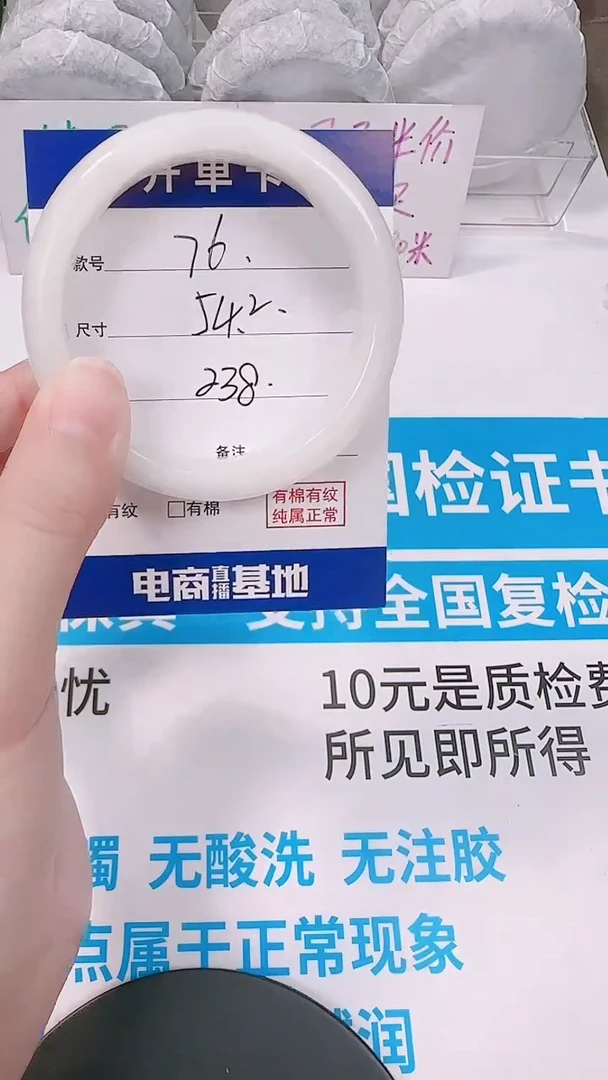 开单卡
半价
米
款号 76.
尺寸 54.2.
238.
备注
有纹 □有棉
有棉有纹
纯属正常
电商直播基地
国检证书
支持全国复检
忧
10元是质检费
所见即所得
镯 无酸洗 无注胶
点属于正常现象
润